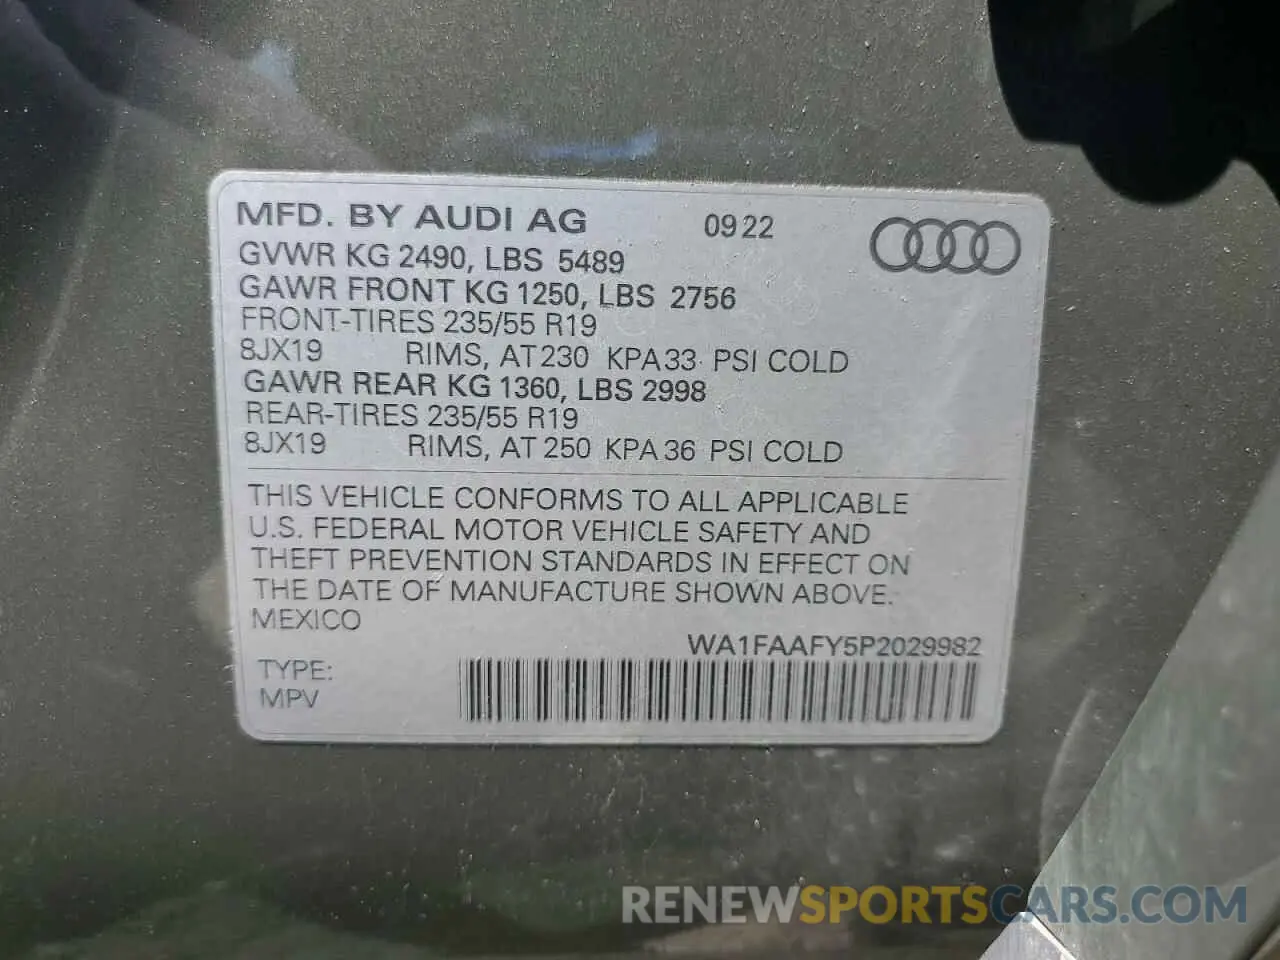 MFD. BY AUDI AG 09 22
GVWR KG 2490, LBS 5489
GAWR FRONT KG 1250, LBS 2756
FRONT-TIRES 235/55 R19
8JX19 RIMS, AT 230 KPA 33 PSI COLD
GAWR REAR KG 1360, LBS 2998
REAR-TIRES 235/55 R19
8JX19 RIMS, AT 250 KPA 36 PSI COLD
THIS VEHICLE CONFORMS TO ALL APPLICABLE
U.S. FEDERAL MOTOR VEHICLE SAFETY AND
THEFT PREVENTION STANDARDS IN EFFECT ON
THE DATE OF MANUFACTURE SHOWN ABOVE.
MEXICO
WA1FAAFY5P2029982
TYPE:
MPV
RENEWSPORTSCARS.COM